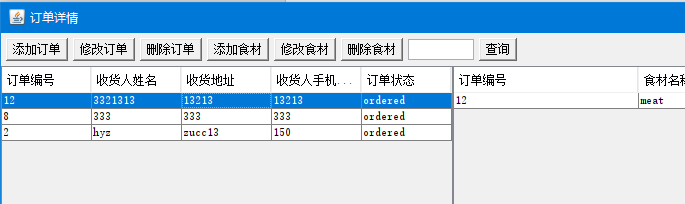 订单详情
添加订单 修改订单 删除订单 添加食材 修改食材 删除食材 查询
订单编号 收货人姓名 收货地址 收货人手机... 订单状态 订单编号 食材名称
12 3321313 13213 13213 ordered 12 meat
8 333 333 333 ordered
2 hyz zucc13 150 ordered